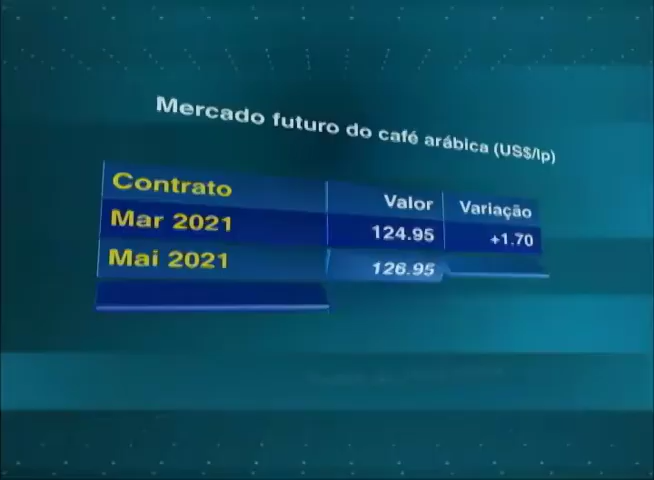 Mercado futuro do café arábica (US$/lp)
Contrato Valor Variação
Mar 2021 124.95 +1.70
Mai 2021 126.95